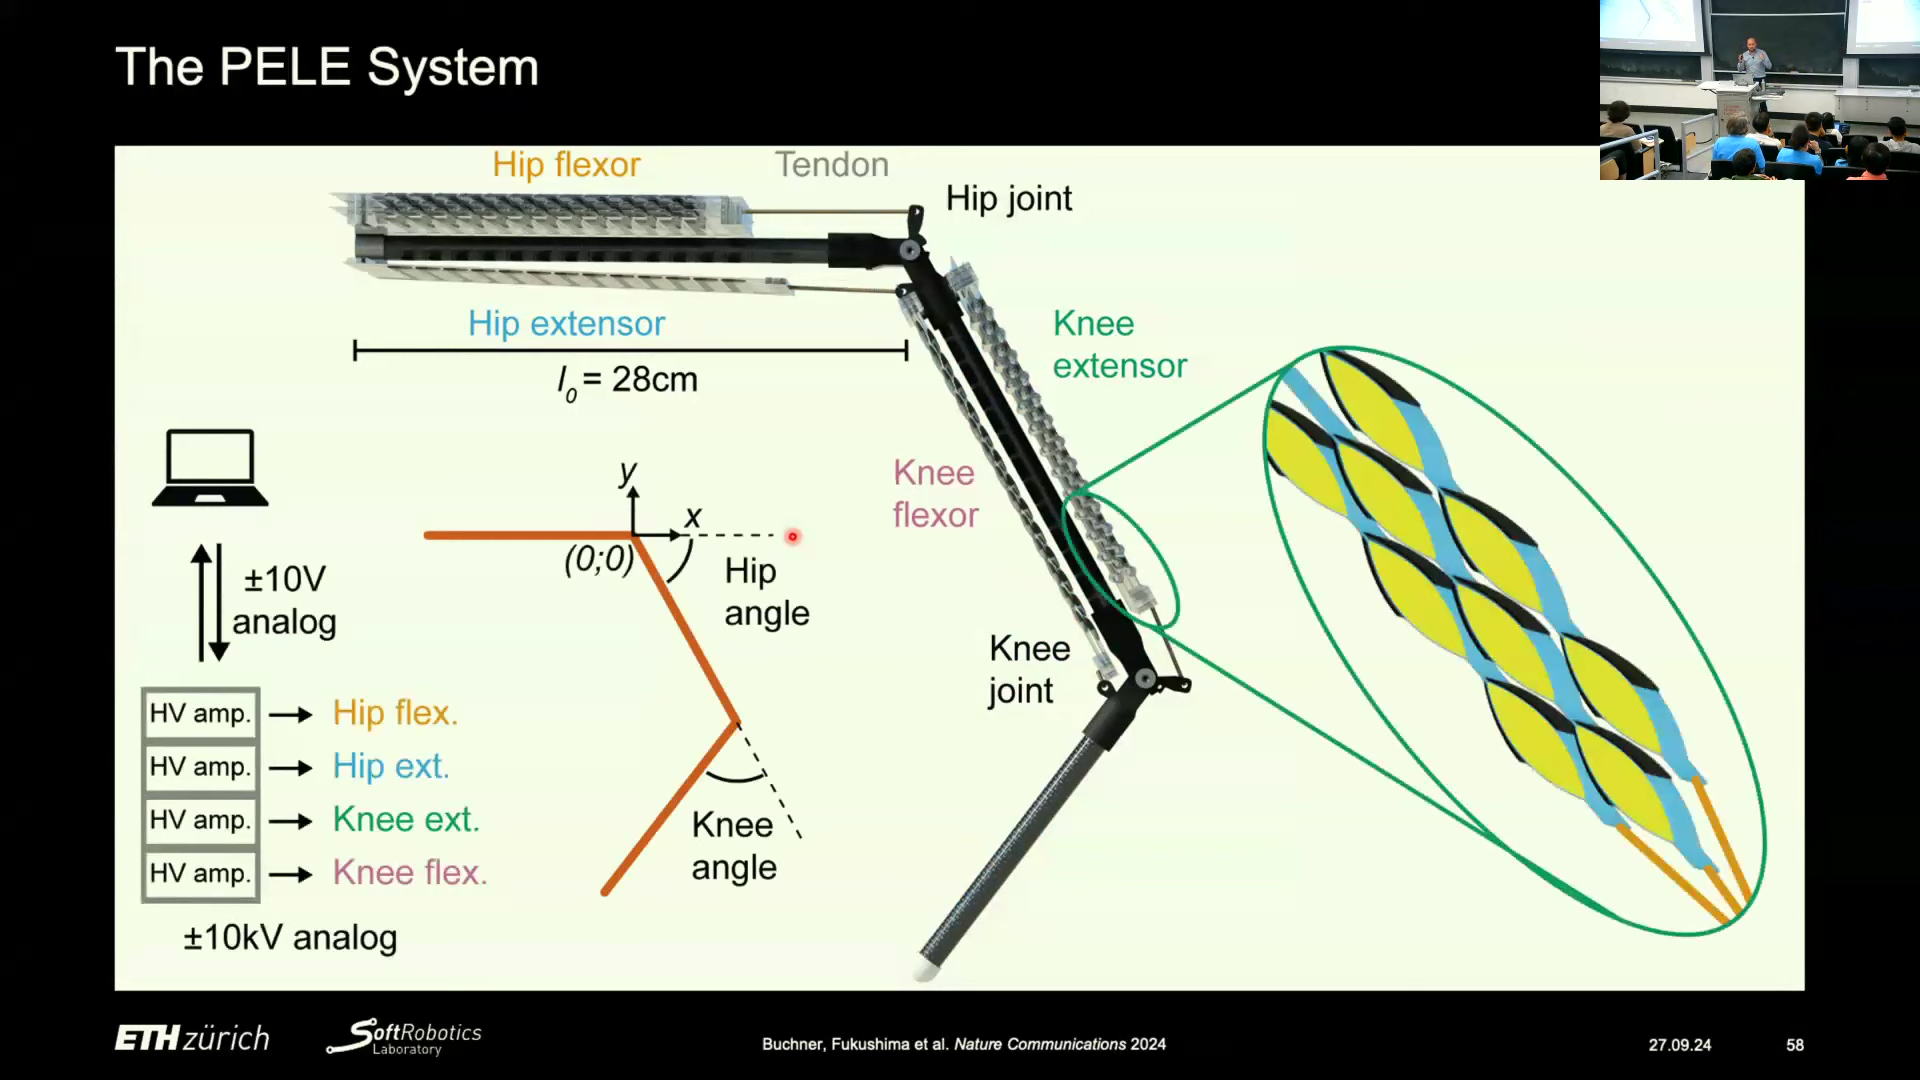 The PELE System
Hip flexor
Tendon
Hip joint
Hip extensor
l₀ = 28cm
Knee
extensor
Knee
flexor
y
x
(0;0)
Hip
angle
±10V
analog
Knee
joint
HV amp.
Hip flex.
HV amp.
Hip ext.
HV amp.
Knee ext.
HV amp.
Knee flex.
Knee
angle
±10kV analog
ETH zürich
SoftRobotics
Laboratory
Buchner, Fukushima et al. Nature Communications 2024
27.09.24
58